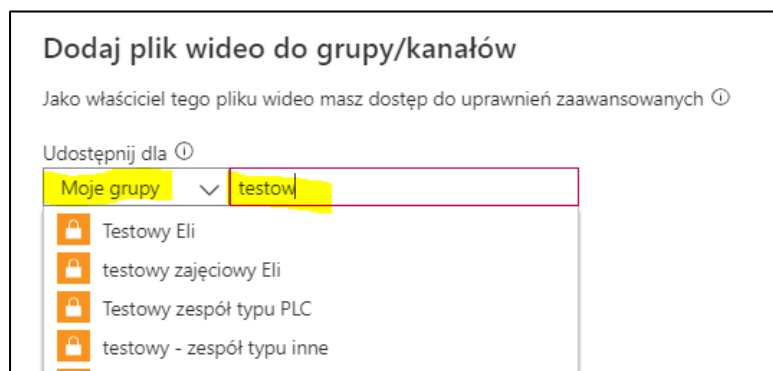 Dodaj plik wideo do grupy/kanałów
Jako właściciel tego pliku wideo masz dostęp do uprawnień zaawansowanych
Udostępnij dla
Moje grupy testow
Testowy Eli
testowy zajęciowy Eli
Testowy zespół typu PLC
testowy - zespół typu inne